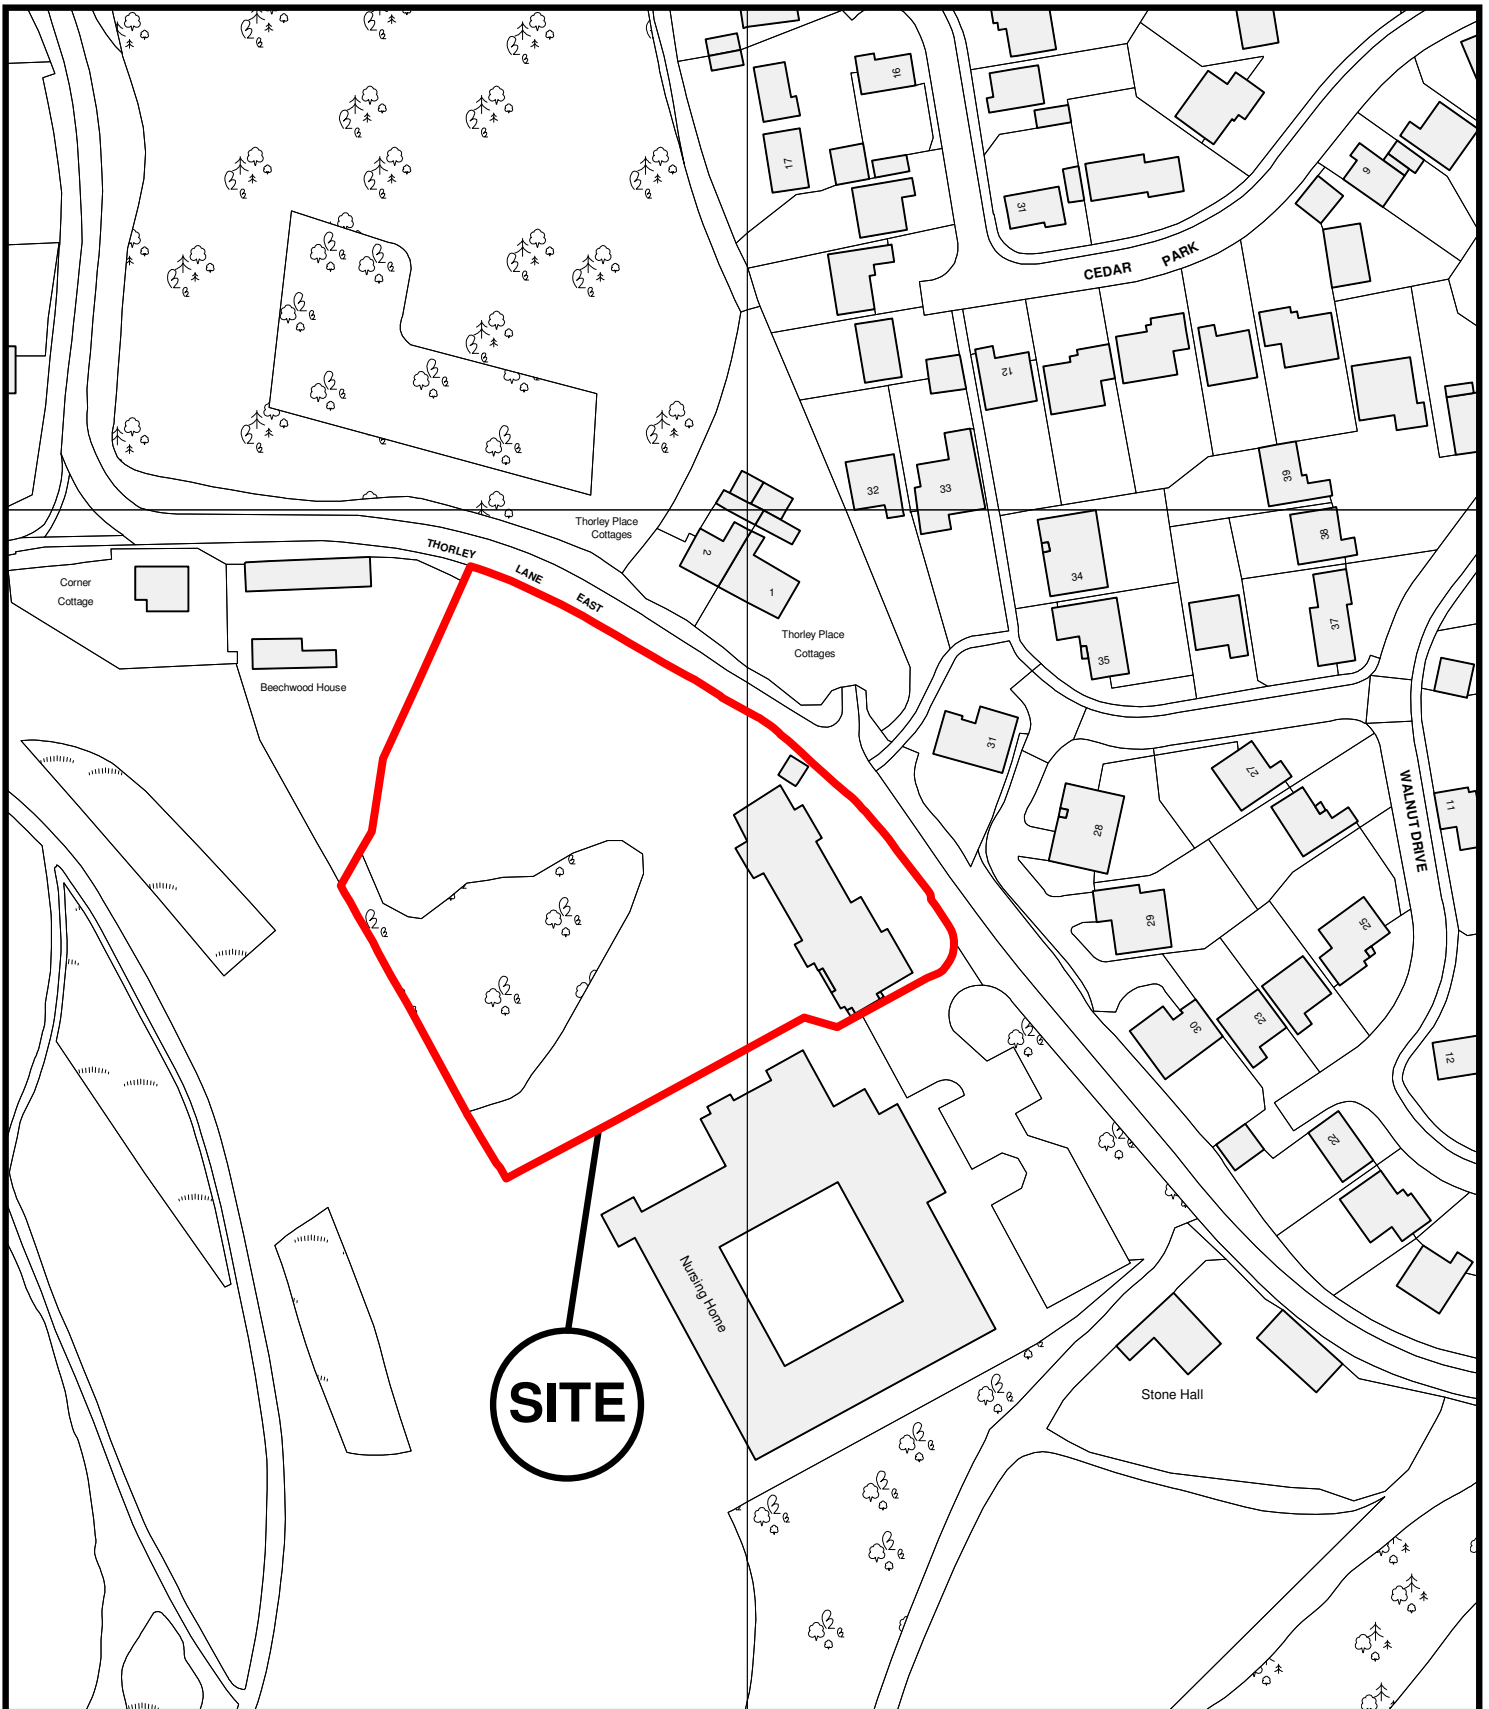 16
17
31
9
CEDAR PARK
12
39
32
33
38
Thorley Place
Cottages
THORLEY LANE EAST
2
1
Corner
Cottage
34
37
Thorley Place
Cottages
35
Beechwood House
31
27
WALNUT DRIVE
11
28
29
25
30
23
12
22
Nursing Home
SITE
Stone Hall